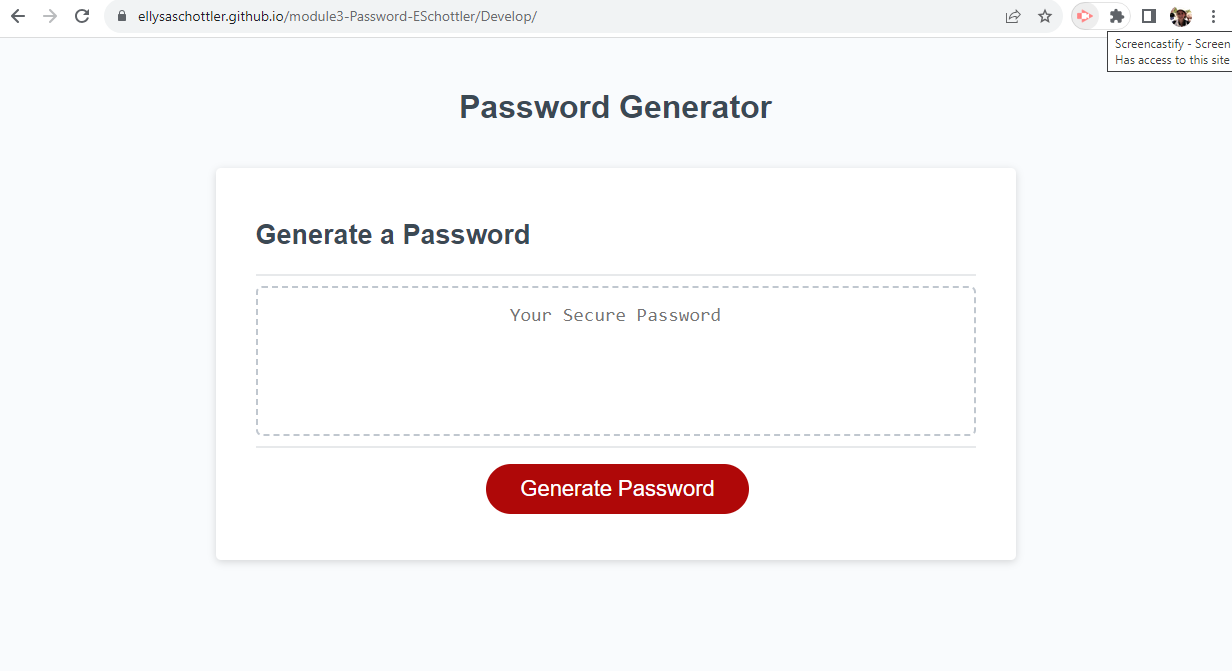 ellysaschottler.github.io/module3-Password-ESchottler/Develop/
Screencastify - Screen
Has access to this site
Password Generator
Generate a Password
Your Secure Password
Generate Password